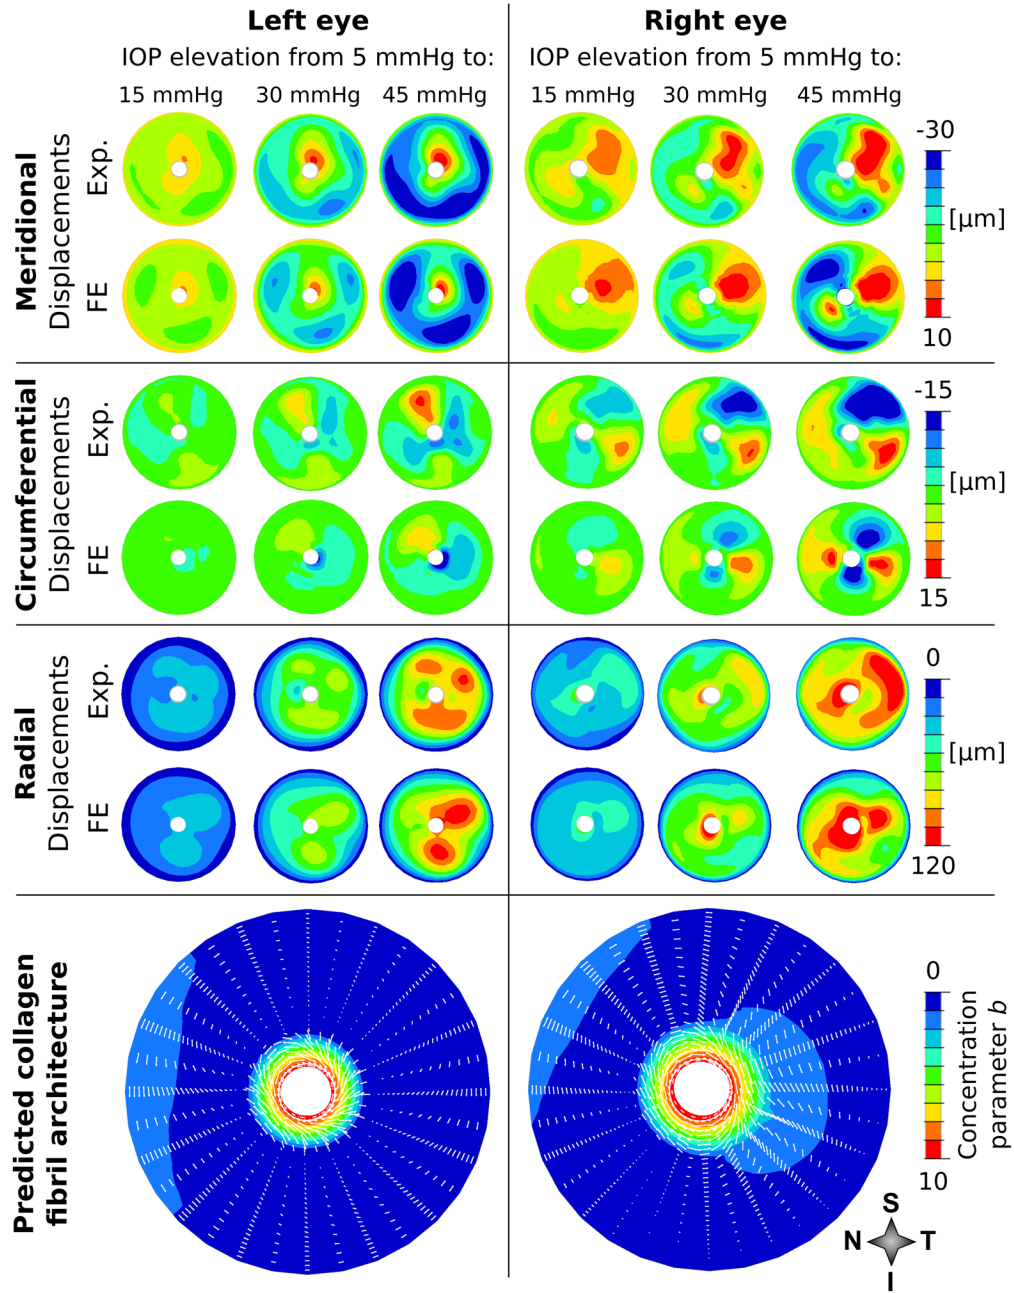 Left eye
Right eye
IOP elevation from 5 mmHg to:
IOP elevation from 5 mmHg to:
15 mmHg
30 mmHg
45 mmHg
15 mmHg
30 mmHg
45 mmHg
Meridional
Displacements
Exp.
FE
-30
[µm]
10
Circumferential
Displacements
Exp.
FE
-15
[µm]
15
Radial
Displacements
Exp.
FE
0
[µm]
120
Predicted collagen
fibril architecture
0
Concentration
parameter b
10
S
N
T
I